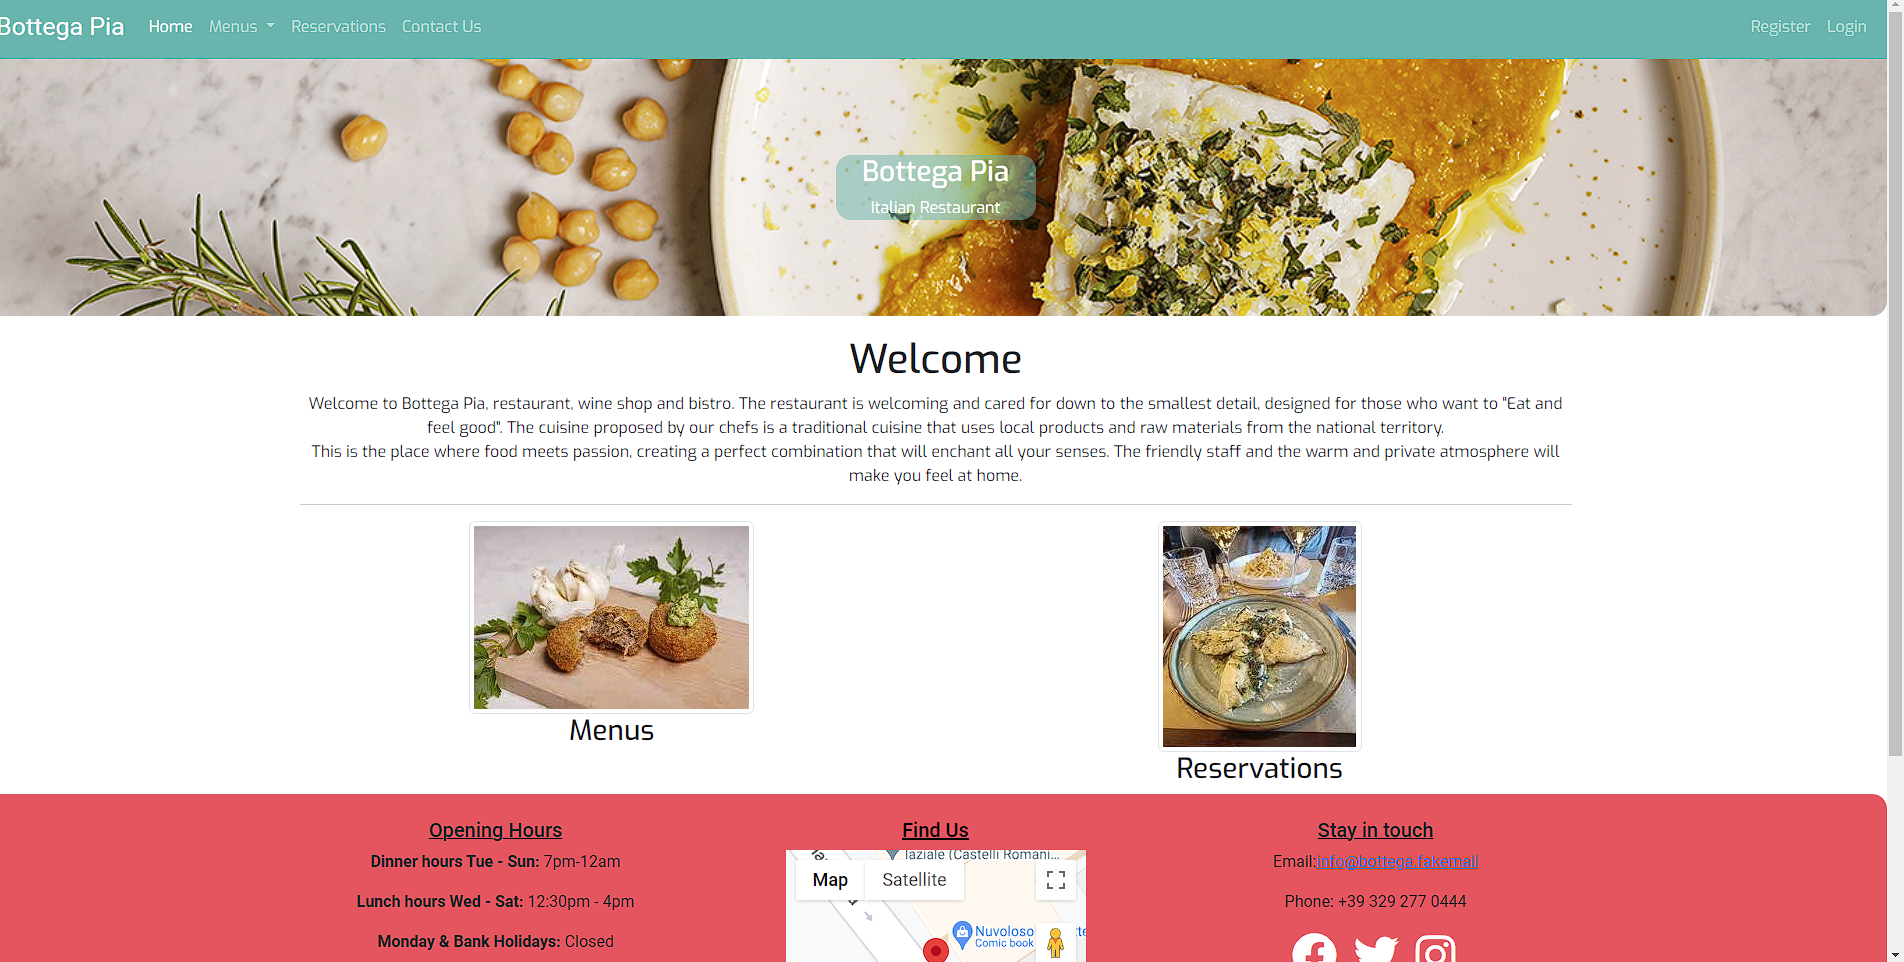 Bottega Pia Home Menus Reservations Contact Us Register Login
Bottega Pia
Italian Restaurant
Welcome
Welcome to Bottega Pia, restaurant, wine shop and bistro. The restaurant is welcoming and cared for down to the smallest detail, designed for those who want to "Eat and
feel good". The cuisine proposed by our chefs is a traditional cuisine that uses local products and raw materials from the national territory.
This is the place where food meets passion, creating a perfect combination that will enchant all your senses. The friendly staff and the warm and private atmosphere will
make you feel at home.
Menus
Reservations
Opening Hours
Dinner hours Tue - Sun: 7pm-12am
Lunch hours Wed - Sat: 12:30pm - 4pm
Monday & Bank Holidays: Closed
Find Us
(Castelli Romani...
Map Satellite
Nuvoloso
Comic book
Stay in touch
Email:info@bottega.fakemail
Phone: +39 329 277 0444